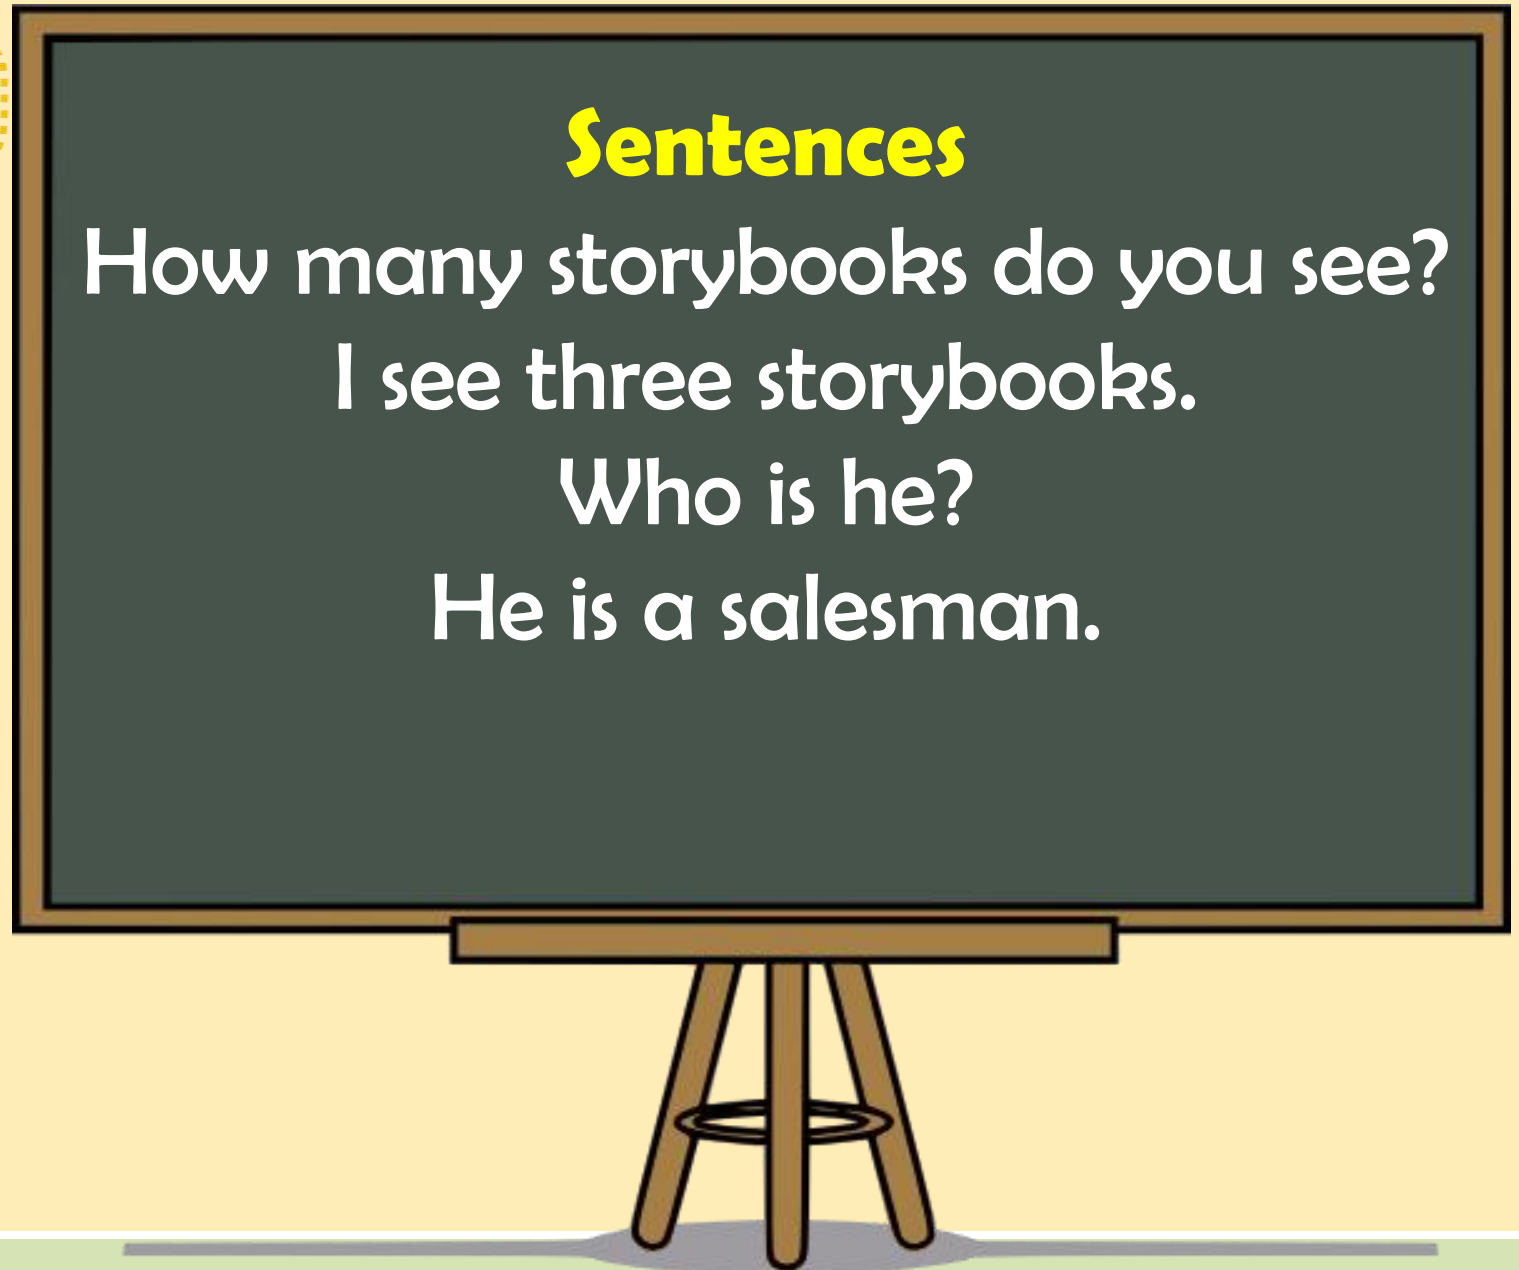 Sentences
How many storybooks do you see?
I see three storybooks.
Who is he?
He is a salesman.